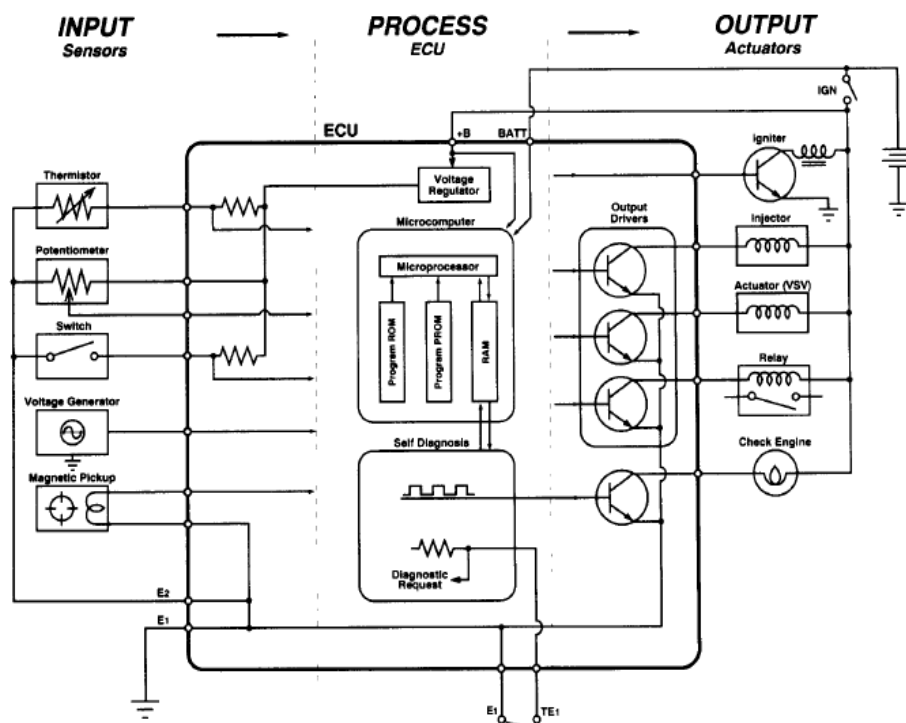 INPUT
Sensors
PROCESS
ECU
OUTPUT
Actuators
IGN
ECU
+B
BATT
Igniter
Thermistor
Voltage
Regulator
Output
Drivers
Injector
Microcomputer
Potentiometer
Microprocessor
Actuator (VSV)
Switch
Program ROM
Program PROM
RAM
Relay
Voltage Generator
Self Diagnosis
Check Engine
Magnetic Pickup
Diagnostic
Request
E2
E1
E1
TE1